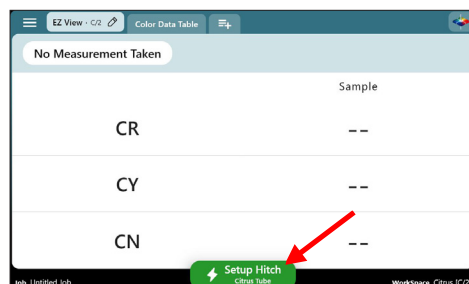 EZ View · C/2 Color Data Table
No Measurement Taken
Sample
CR --
CY --
CN --
Setup Hitch
Citrus Tube
Job Untitled Job WorkSpace Citrus [C/2